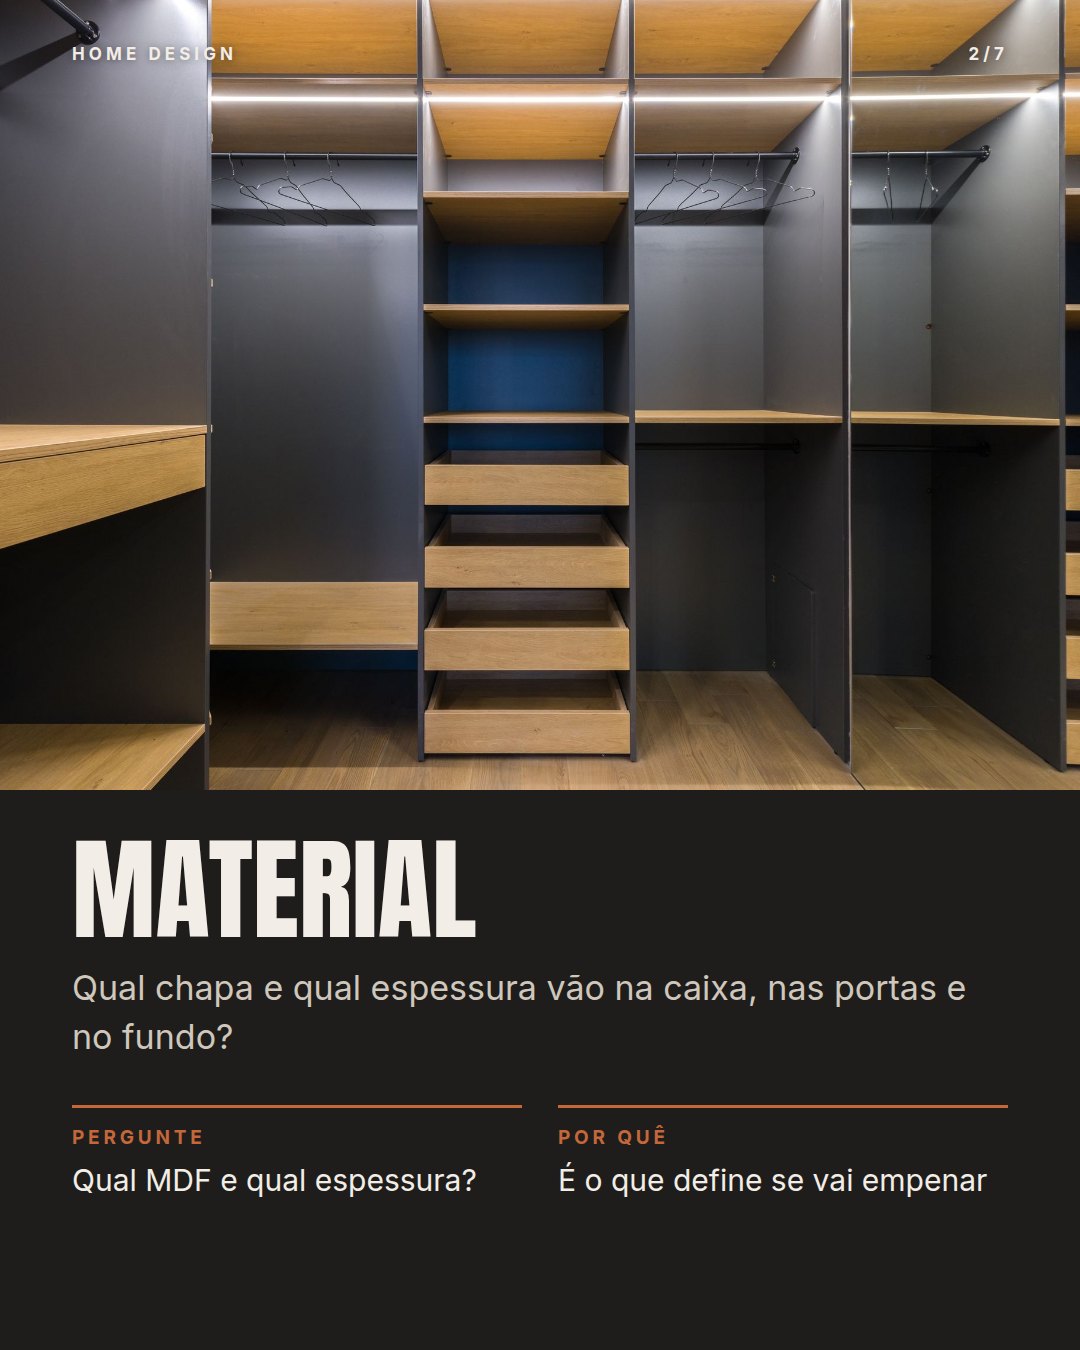 HOME DESIGN
2/7
MATERIAL
Qual chapa e qual espessura vão na caixa, nas portas e
no fundo?
PERGUNTE
Qual MDF e qual espessura?
POR QUÊ
É o que define se vai empenar